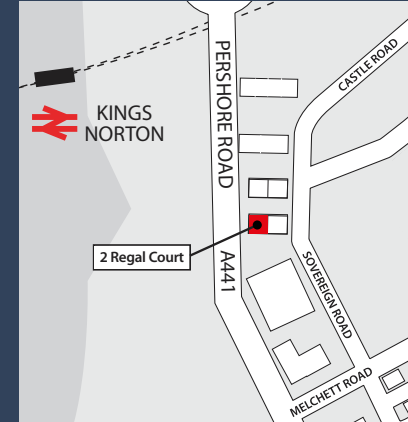 PERSHORE ROAD
CASTLE ROAD
KINGS
NORTON
2 Regal Court
A441
SOVEREIGN ROAD
MELCHETT ROAD